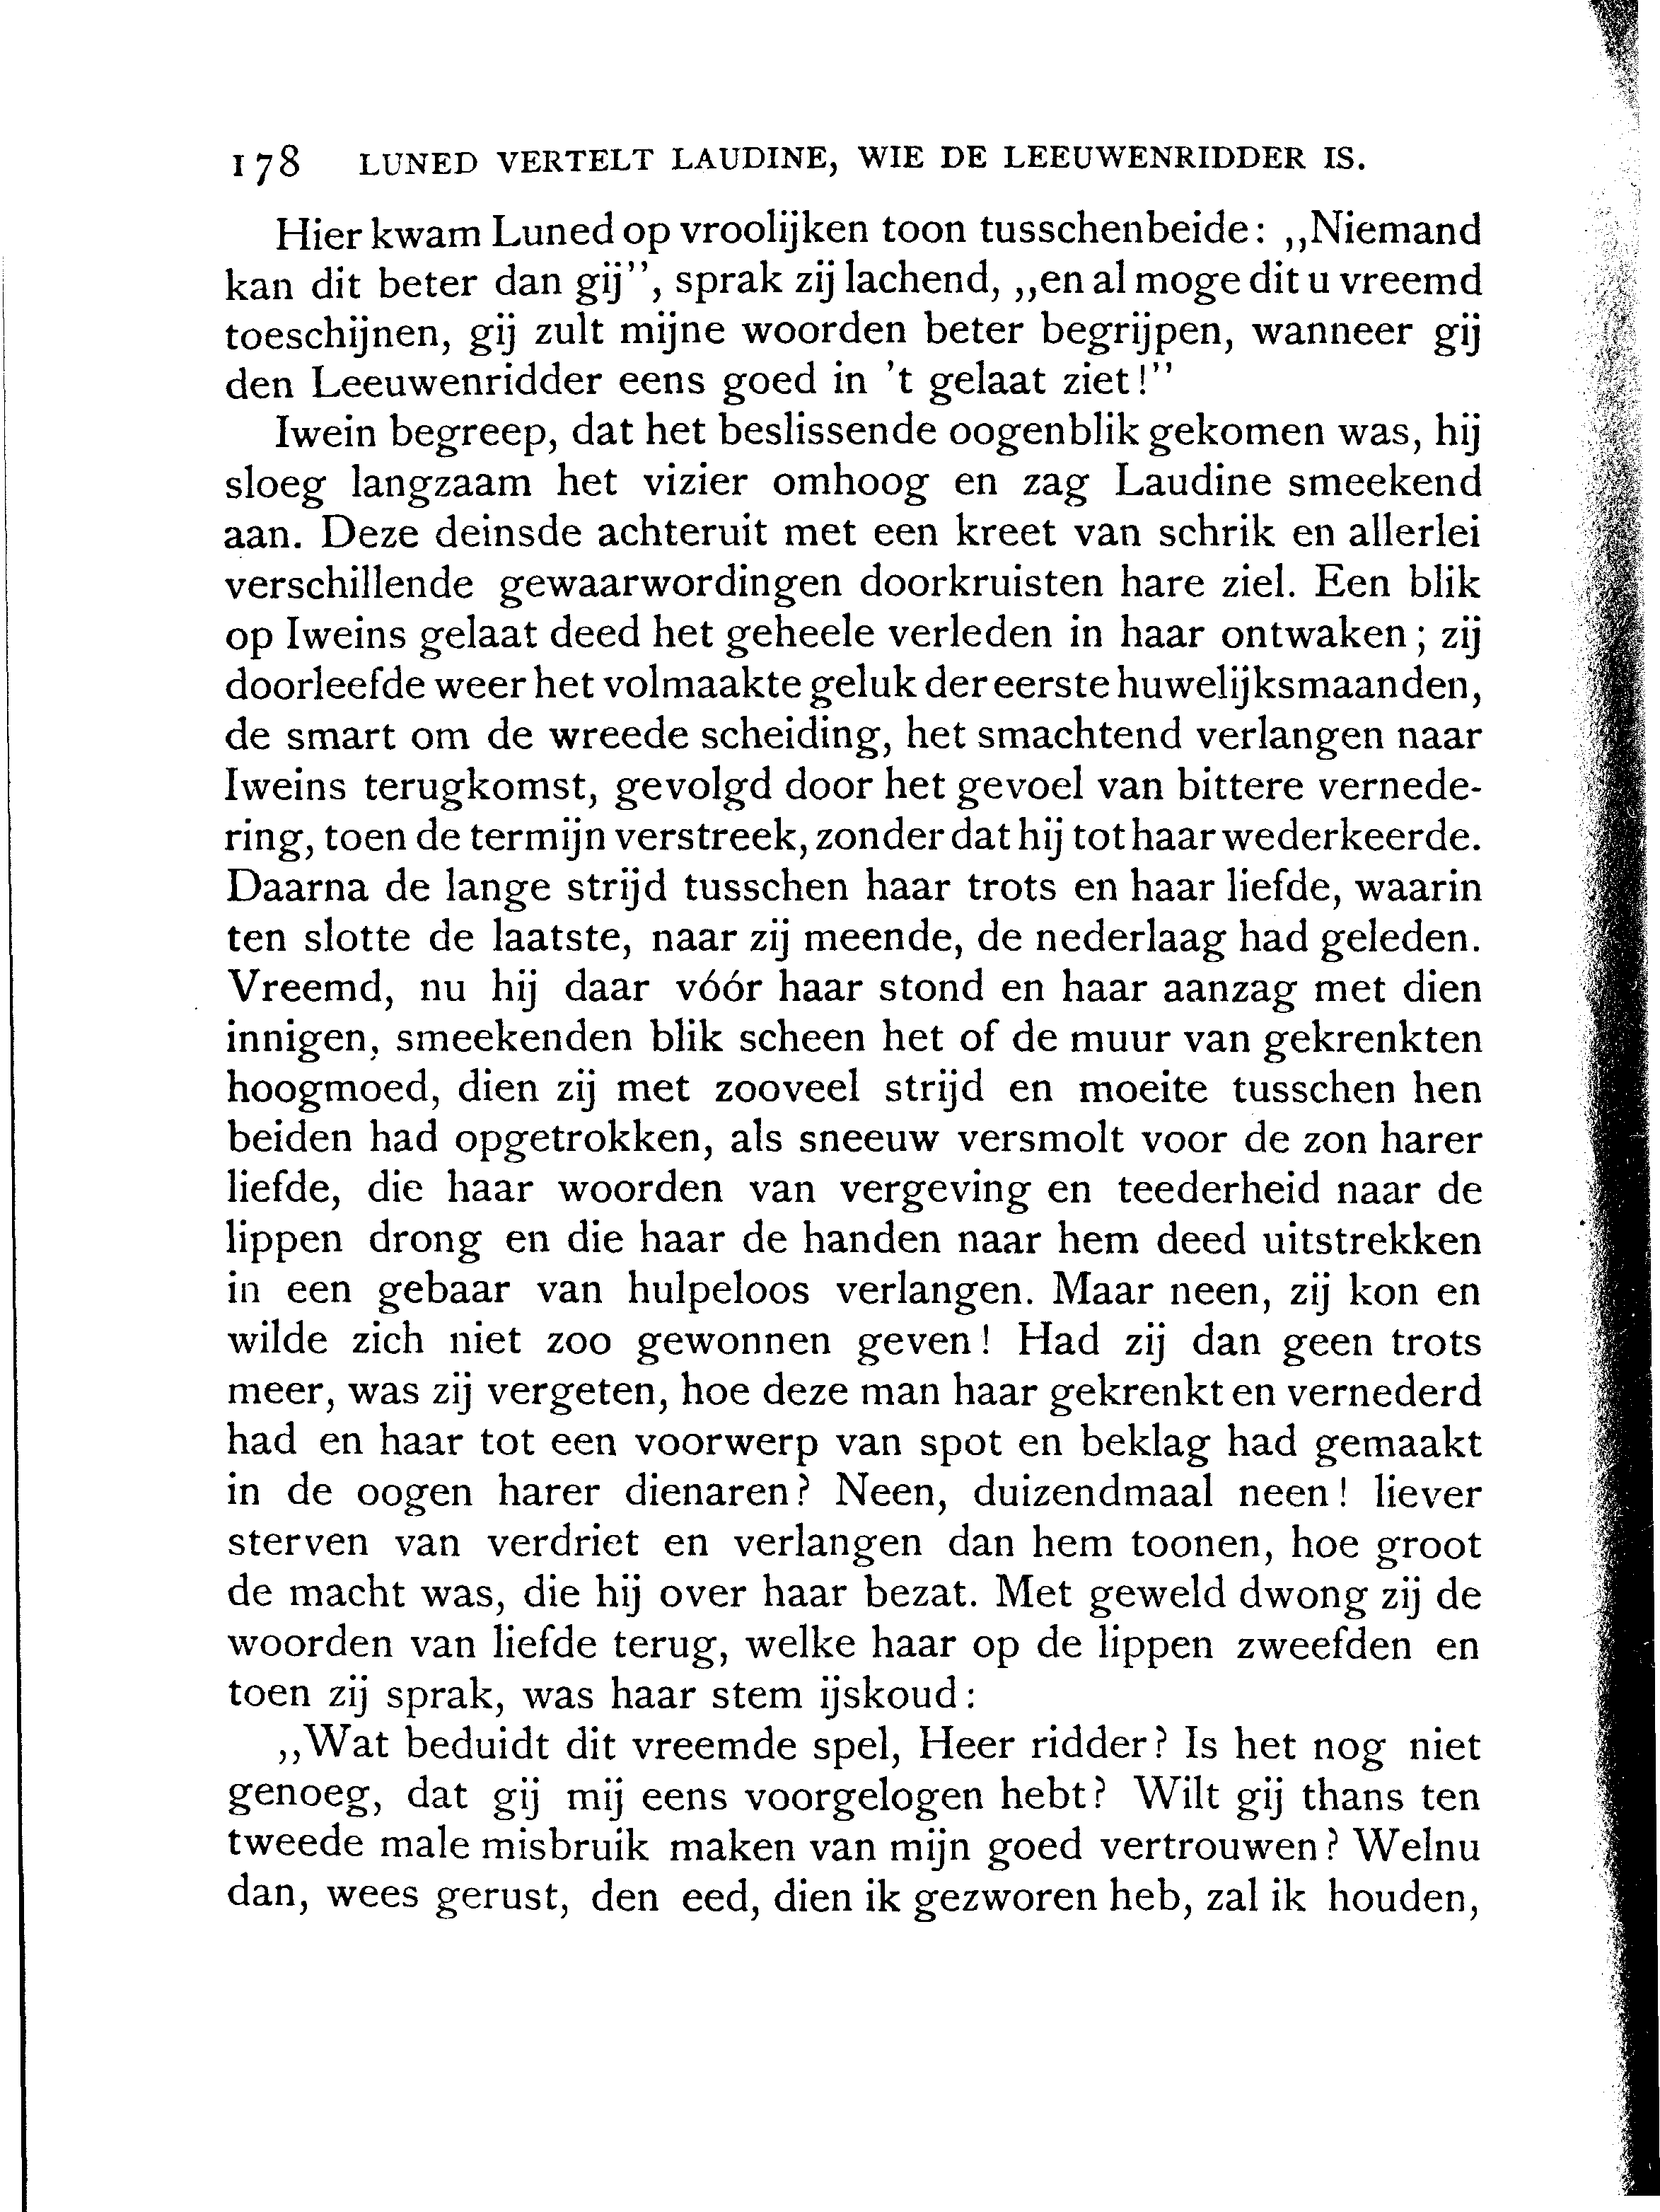 178 LUNED VERTELT LAUDINE, WIE DE LEEUWENRIDDER IS.
Hier kwam Luned op vroolijken toon tusschenbeide: ,,Niemand
kan dit beter dan gij'', sprak zij lachend, ,,en al moge dit u vreemd
toeschijnen, gij zult mijne woorden beter begrijpen, wanneer gij
den Leeuwenridder eens goed in 't gelaat ziet!''
Iwein begreep, dat het beslissende oogenblik gekomen was, hij
sloeg langzaam het vizier omhoog en zag Laudine smeekend
aan. Deze deinsde achteruit met een kreet van schrik en allerlei
verschillende gewaarwordingen doorkruisten hare ziel. Een blik
op Iweins gelaat deed het geheele verleden in haar ontwaken; zij
doorleefde weer het volmaakte geluk der eerste huwelijksmaanden,
de smart om de wreede scheiding, het smachtend verlangen naar
Iweins terugkomst, gevolgd door het gevoel van bittere vernede-
ring, toen de termijn verstreek, zonder dat hij tot haar wederkeerde.
Daarna de lange strijd tusschen haar trots en haar liefde, waarin
ten slotte de laatste, naar zij meende, de nederlaag had geleden.
Vreemd, nu hij daar vóór haar stond en haar aanzag met dien
innigen, smeekenden blik scheen het of de muur van gekrenkten
hoogmoed, dien zij met zooveel strijd en moeite tusschen hen
beiden had opgetrokken, als sneeuw versmolt voor de zon harer
liefde, die haar woorden van vergeving en teederheid naar de
lippen drong en die haar de handen naar hem deed uitstrekken
in een gebaar van hulpeloos verlangen. Maar neen, zij kon en
wilde zich niet zoo gewonnen geven! Had zij dan geen trots
meer, was zij vergeten, hoe deze man haar gekrenkt en vernederd
had en haar tot een voorwerp van spot en beklag had gemaakt
in de oogen harer dienaren? Neen, duizendmaal neen! liever
sterven van verdriet en verlangen dan hem toonen, hoe groot
de macht was, die hij over haar bezat. Met geweld dwong zij de
woorden van liefde terug, welke haar op de lippen zweefden en
toen zij sprak, was haar stem ijskoud:
,,Wat beduidt dit vreemde spel, Heer ridder? Is het nog niet
genoeg, dat gij mij eens voorgelogen hebt? Wilt gij thans ten
tweede male misbruik maken van mijn goed vertrouwen? Welnu
dan, wees gerust, den eed, dien ik gezworen heb, zal ik houden,